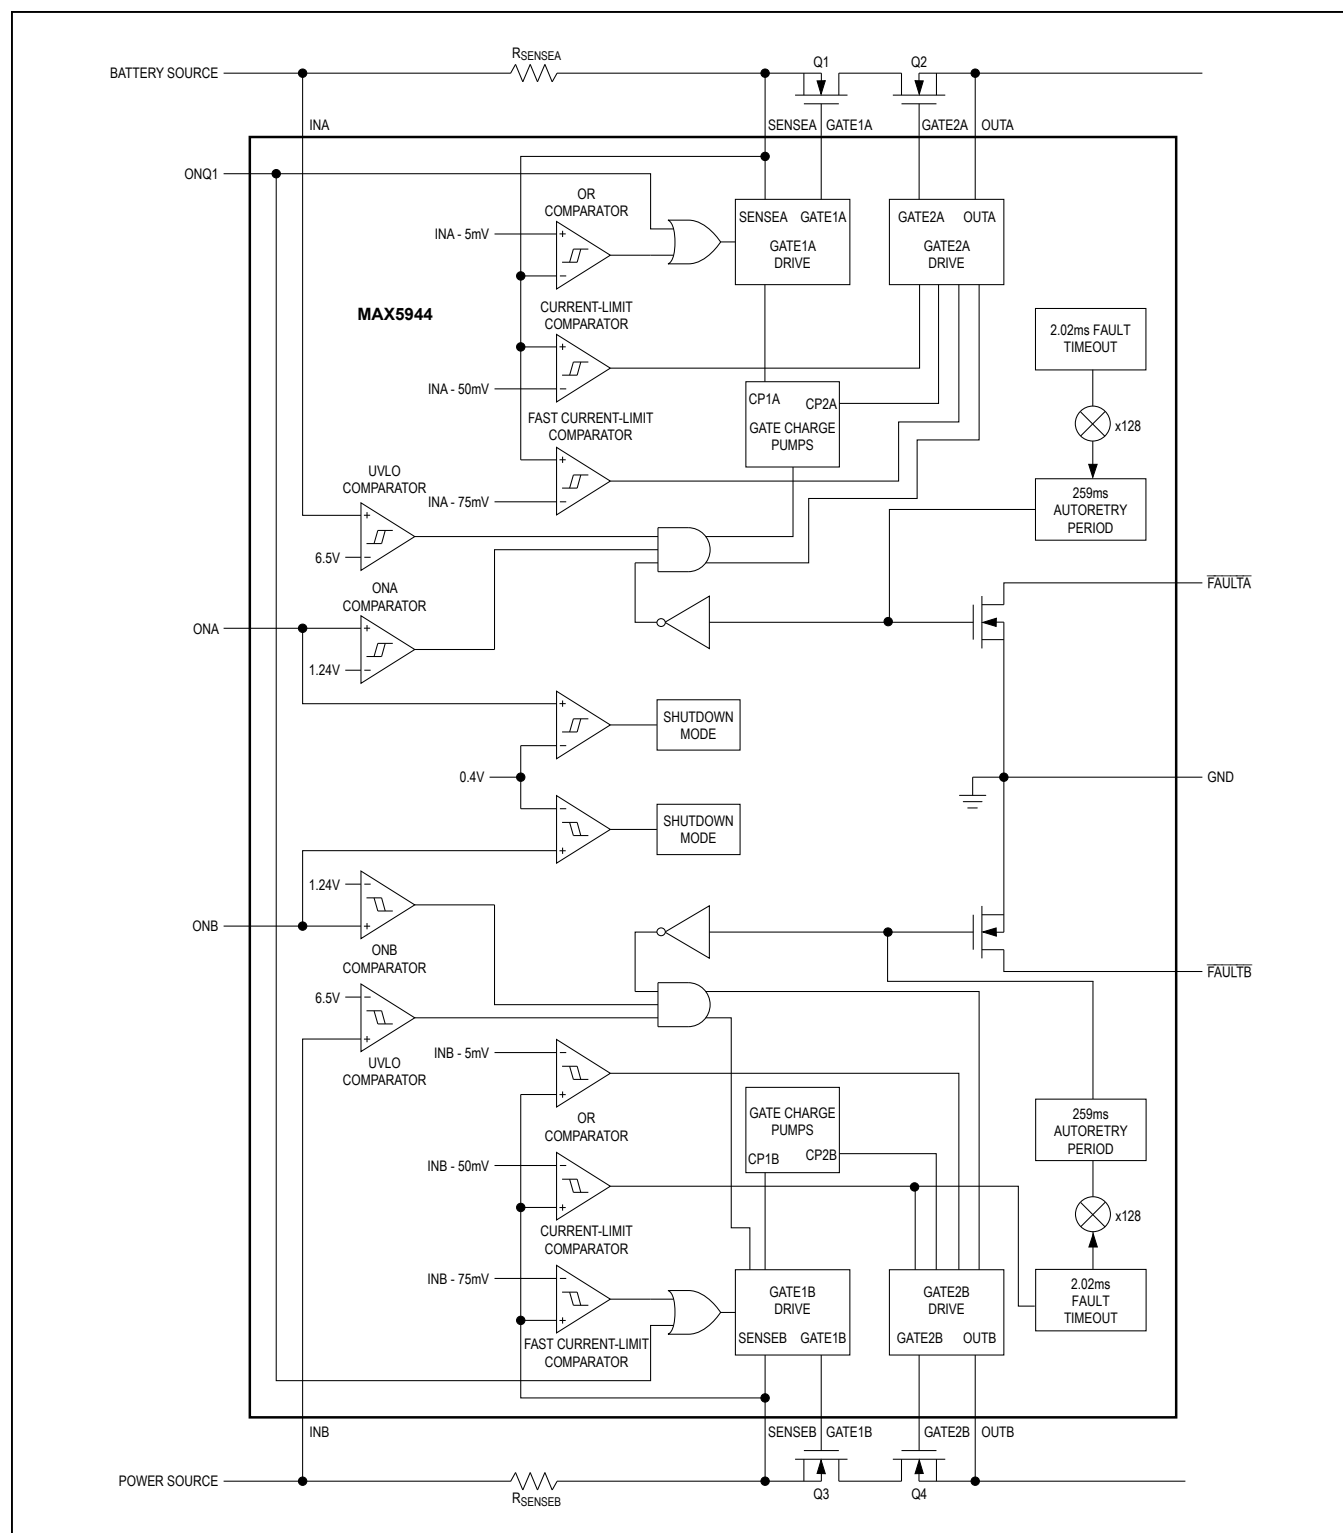 RSENSEA
BATTERY SOURCE
Q1
Q2
INA
SENSEA
GATE1A
GATE2A
OUTA
ONQ1
OR
COMPARATOR
INA - 5mV
+
−
SENSEA GATE1A
GATE1A
DRIVE
GATE2A OUTA
GATE2A
DRIVE
MAX5944
CURRENT-LIMIT
COMPARATOR
+
INA - 50mV
−
2.02ms FAULT
TIMEOUT
x128
CP1A
CP2A
GATE CHARGE
PUMPS
FAST CURRENT-LIMIT
COMPARATOR
+
INA - 75mV
−
UVLO
COMPARATOR
+
6.5V
−
259ms
AUTORETRY
PERIOD
FAULTA
ONA
COMPARATOR
ONA
+
1.24V
−
+
−
SHUTDOWN
MODE
0.4V
GND
−
+
SHUTDOWN
MODE
1.24V
−
ONB
+
ONB
COMPARATOR
FAULTB
6.5V
−
+
UVLO
COMPARATOR
INB - 5mV
−
+
OR
COMPARATOR
GATE CHARGE
PUMPS
CP1B
CP2B
259ms
AUTORETRY
PERIOD
INB - 50mV
−
+
CURRENT-LIMIT
COMPARATOR
x128
INB - 75mV
−
+
FAST CURRENT-LIMIT
COMPARATOR
GATE1B
DRIVE
SENSEB GATE1B
GATE2B
DRIVE
GATE2B OUTB
2.02ms
FAULT
TIMEOUT
INB
SENSEB
GATE1B
GATE2B
OUTB
POWER SOURCE
RSENSEB
Q3
Q4